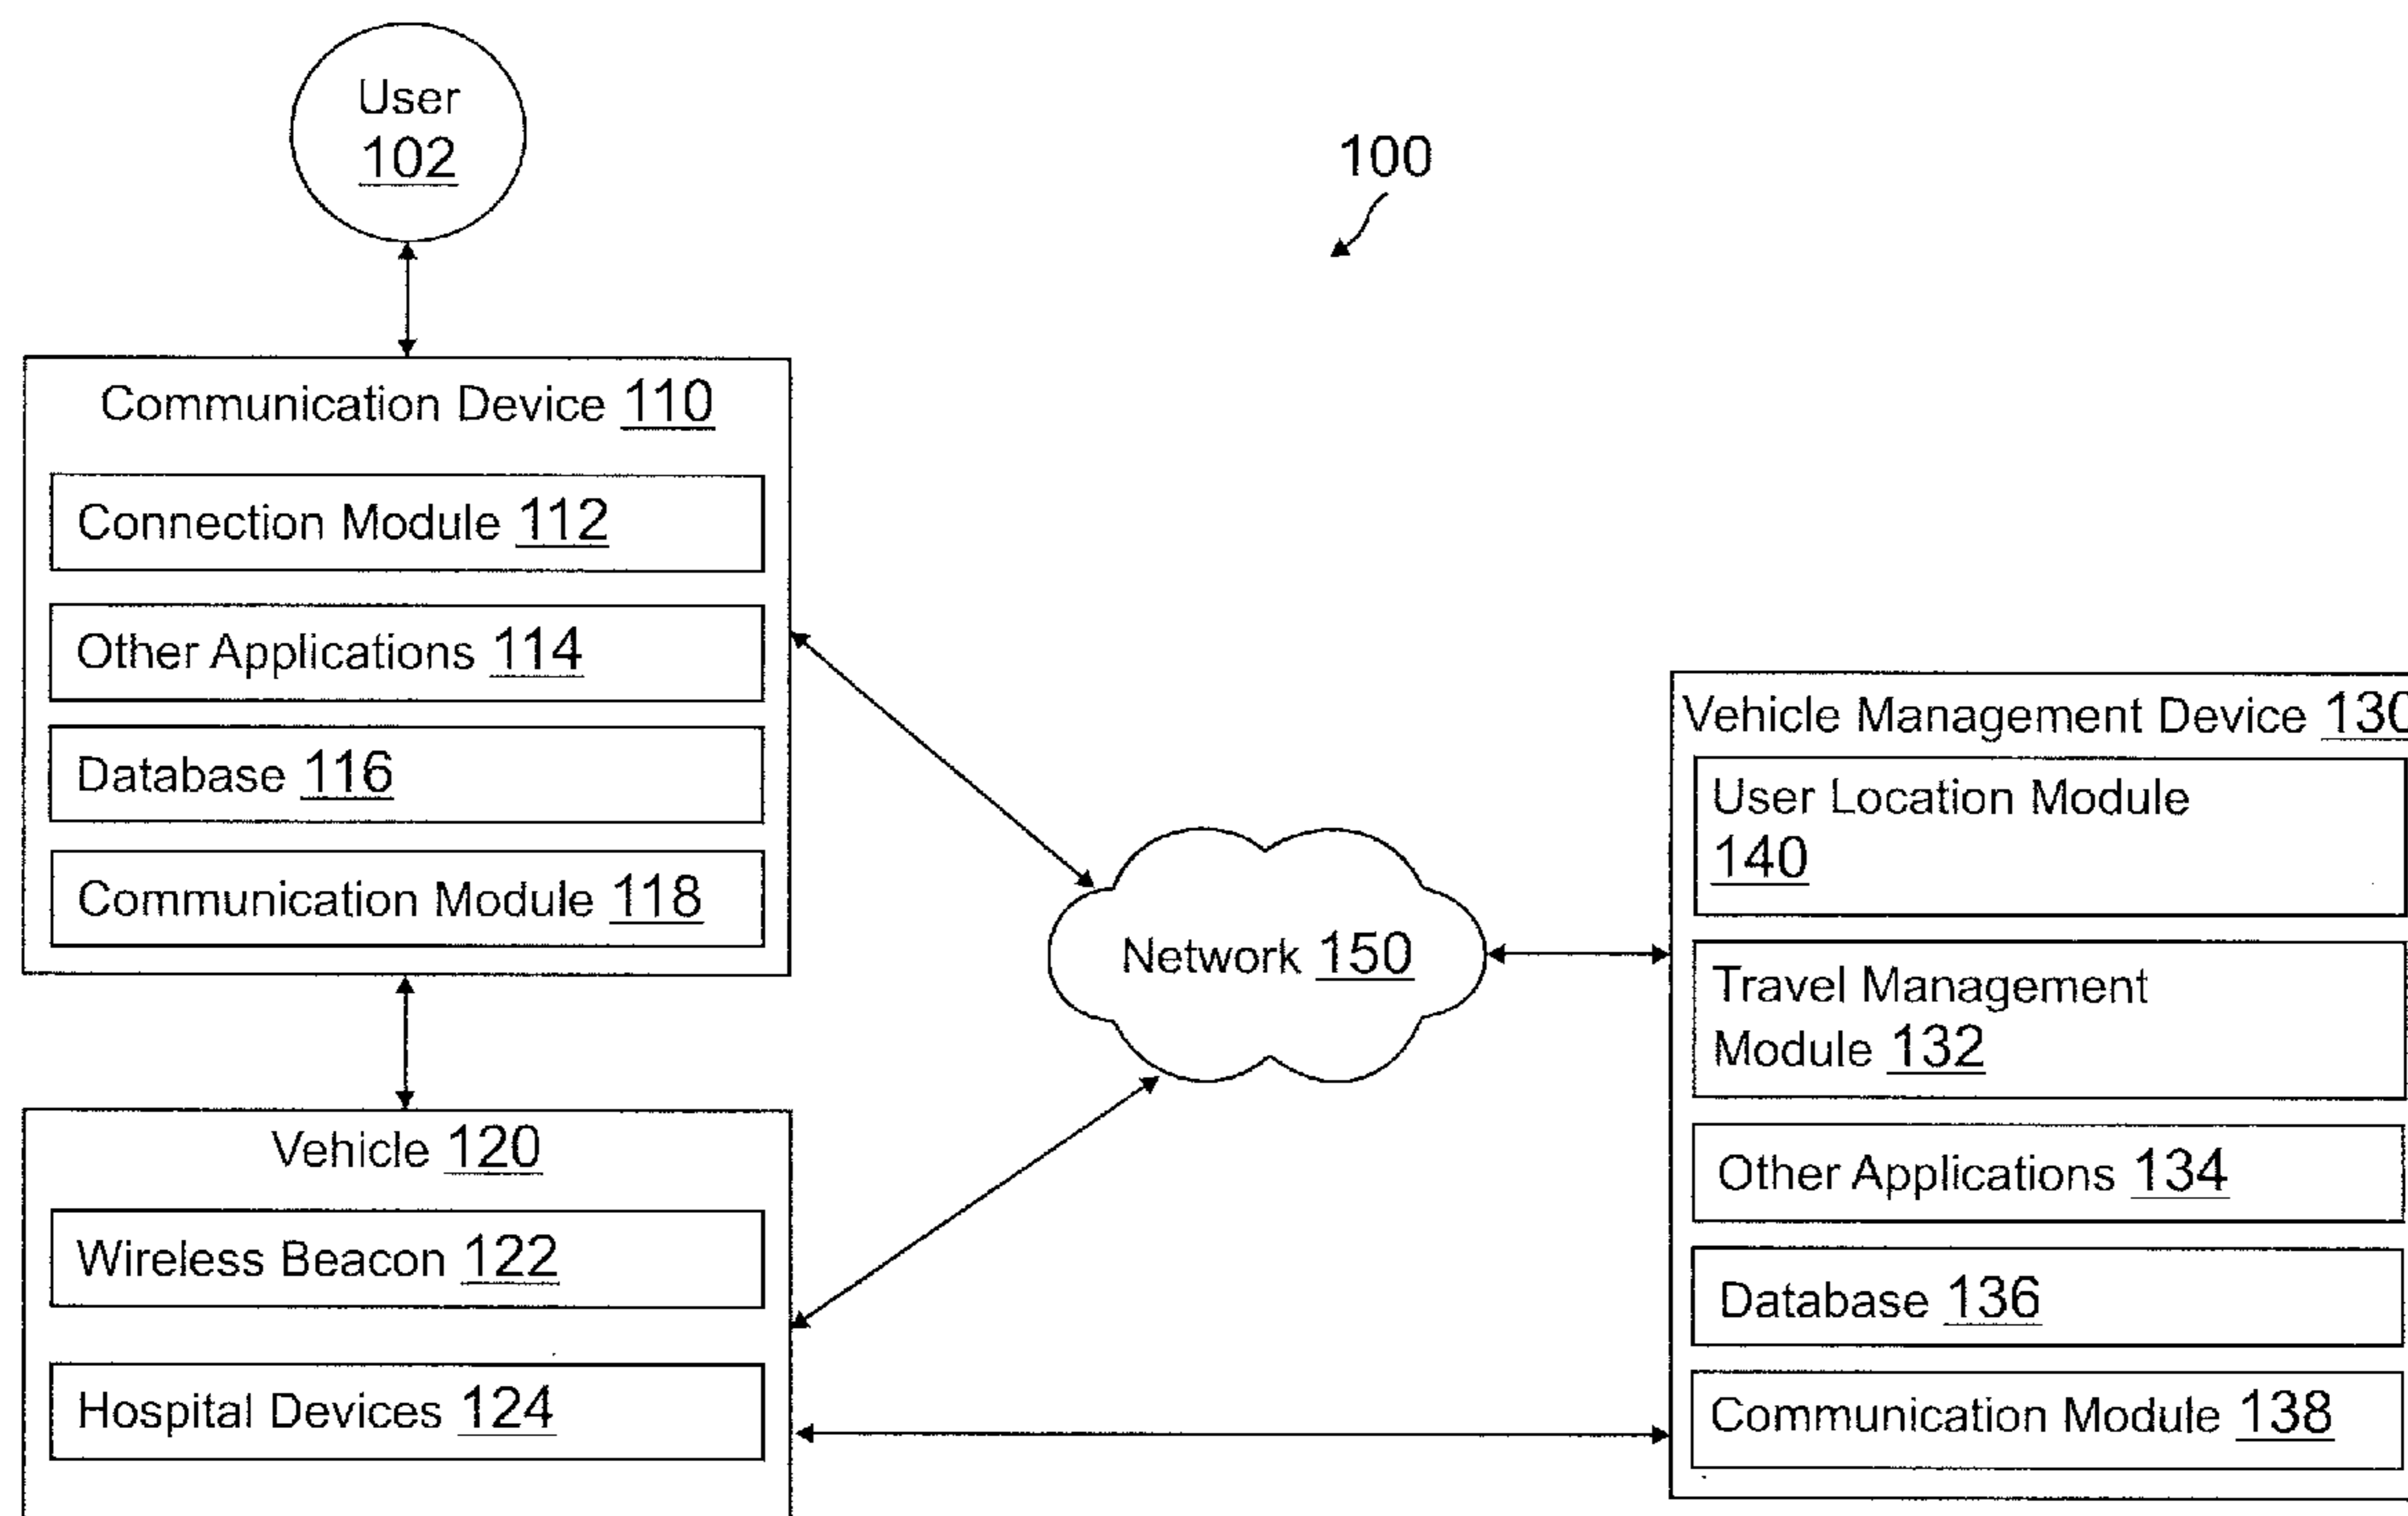 User
102
100
Communication Device 110
Connection Module 112
Other Applications 114
Database 116
Communication Module 118
Vehicle 120
Wireless Beacon 122
Hospital Devices 124
Network 150
Vehicle Management Device 130
User Location Module
140
Travel Management
Module 132
Other Applications 134
Database 136
Communication Module 138